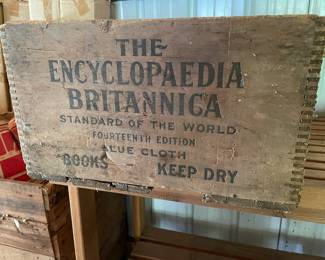 THE
ENCYCLOPAEDIA
BRITANNICA
STANDARD OF THE WORLD
FOURTEENTH EDITION
BLUE CLOTH
BOOKS - KEEP DRY